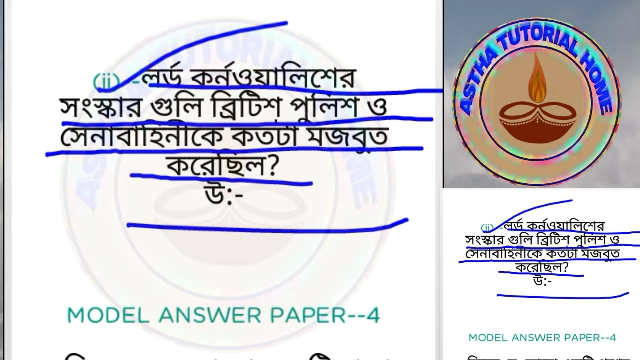 (ii) -লর্ড কর্নওয়ালিশের
সংস্কার গুলি ব্রিটিশ পুলিশ ও
সেনাবাহিনীকে কতটা মজবুত
করেছিল?
উ:-
MODEL ANSWER PAPER--4
ASTHA TUTORIAL HOME
(ii) -লর্ড কর্নওয়ালিশের
সংস্কার গুলি ব্রিটিশ পুলিশ ও
সেনাবাহিনীকে কতটা মজবুত
করেছিল?
উ:-
MODEL ANSWER PAPER--4